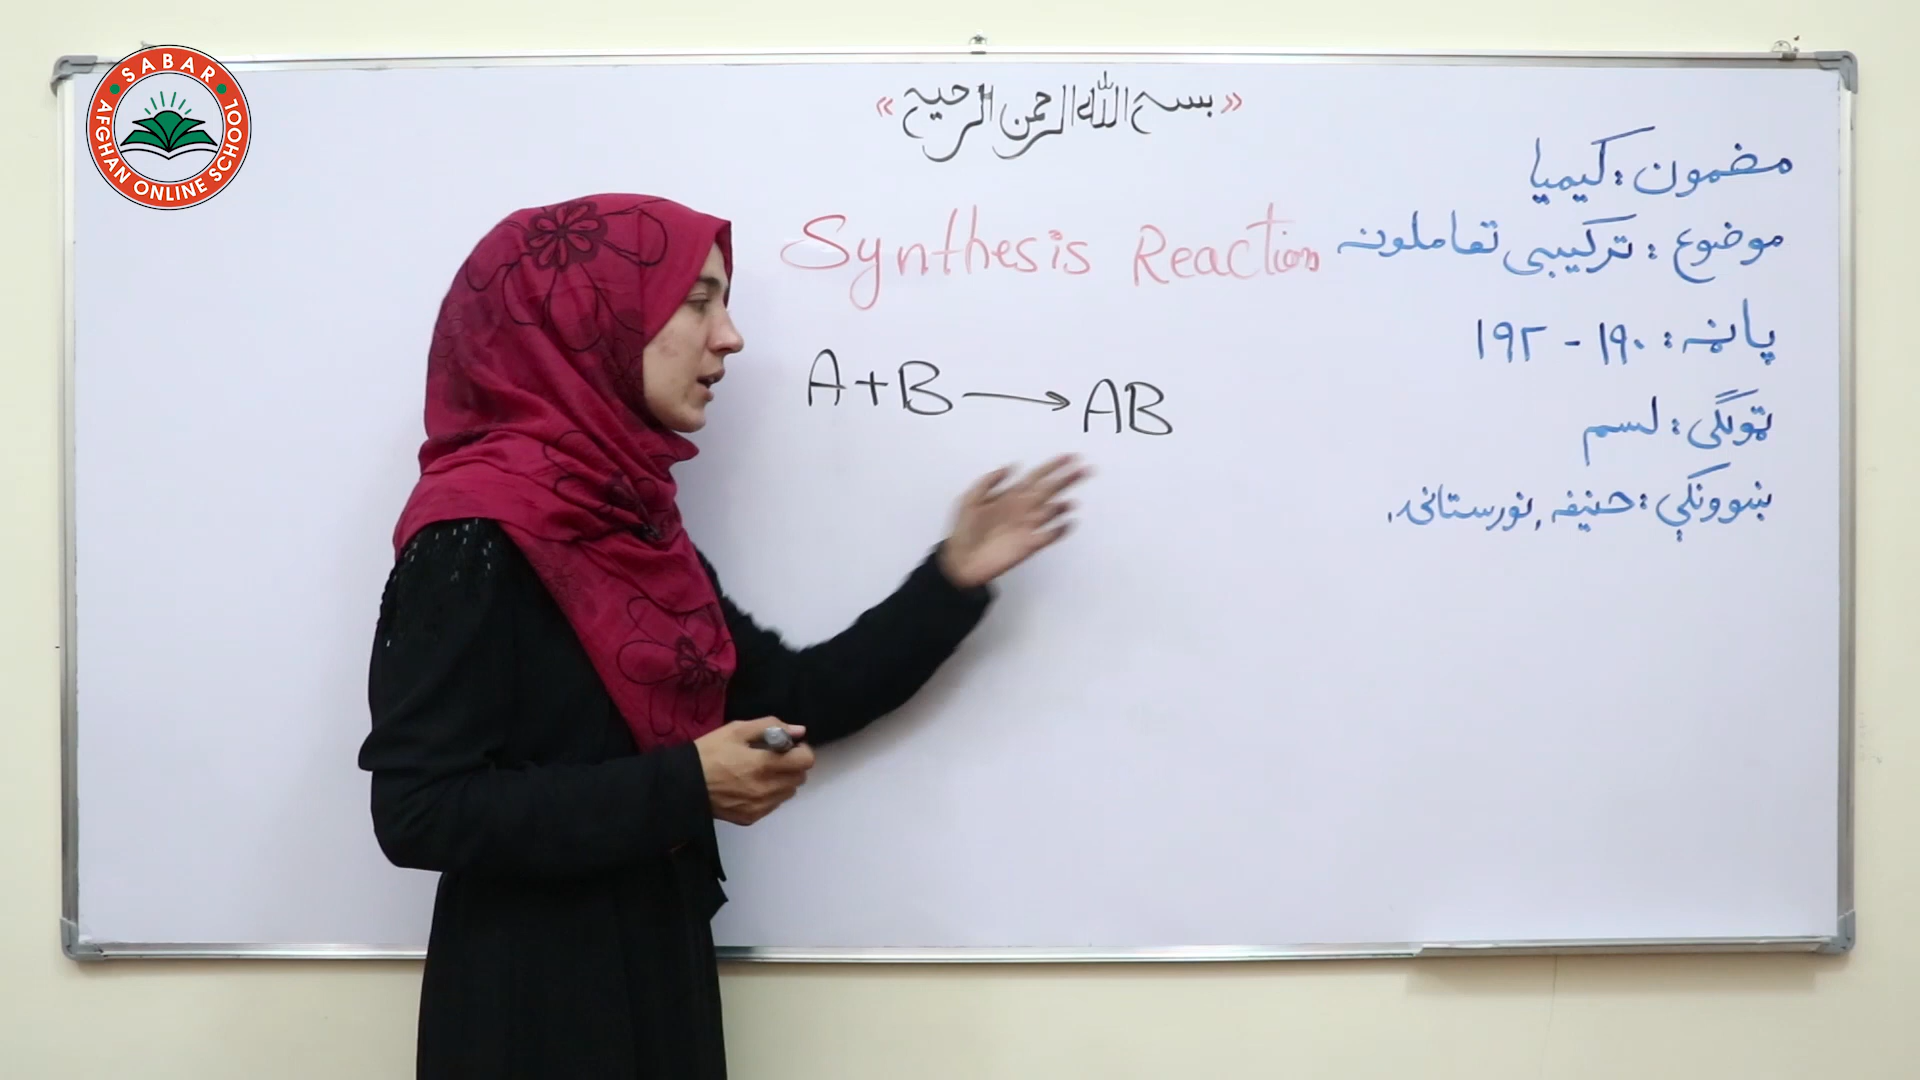 SABAR
AFGHAN ONLINE SCHOOL
«بسم الله الرحمن الرحیم»
مضمون: کیمیا
موضوع: ترکیبي تعاملونه
Synthesis Reaction
پاڼه: ۱۹۰ - ۱۹۲
A+B → AB
ټولګی: لسم
ښوونکې: حنیفه نورستانۍ